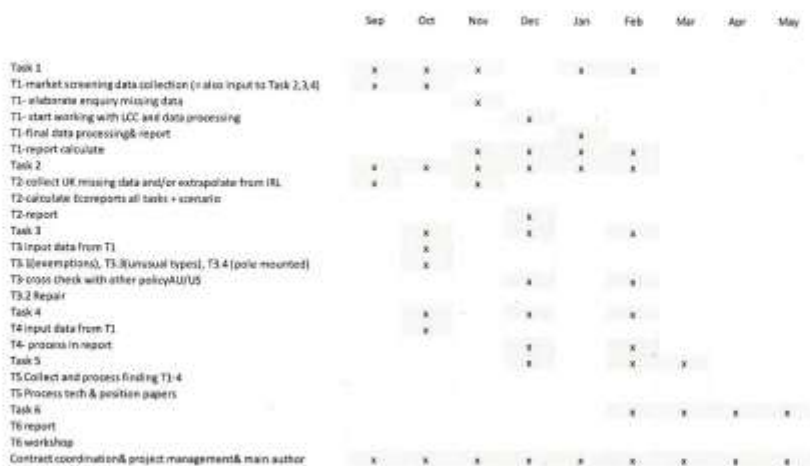 Sep Oct Nov Dec Jan Feb Mar Apr May
Task 1 x x x x x
T1-market screening data collection (= also input to Task 2,3,4) x x
T1- elaborate enquiry missing data x
T1- start working with LCC and data processing x
T1-final data processing& report x
T1-report calculate x x x x
Task 2 x x x x x x
T2-collect UK missing data and/or extrapolate from IRL x x
T2-calculate Ecoreports all tasks + scenario
T2-report x
Task 3 x x x
T3 input data from T1 x
T3.1(exemptions), T3.3(unusual types), T3.4 (pole mounted) x
T3-cross check with other policyAU/US x x
T3.2 Repair
Task 4 x x x
T4 input data from T1 x
T4- process in report x x
Task 5 x x x
T5 Collect and process finding T1-4
T5 Process tech & position papers
Task 6 x x x x
T6 report
T6 workshop
Contract coordination& project management& main author x x x x x x x x x